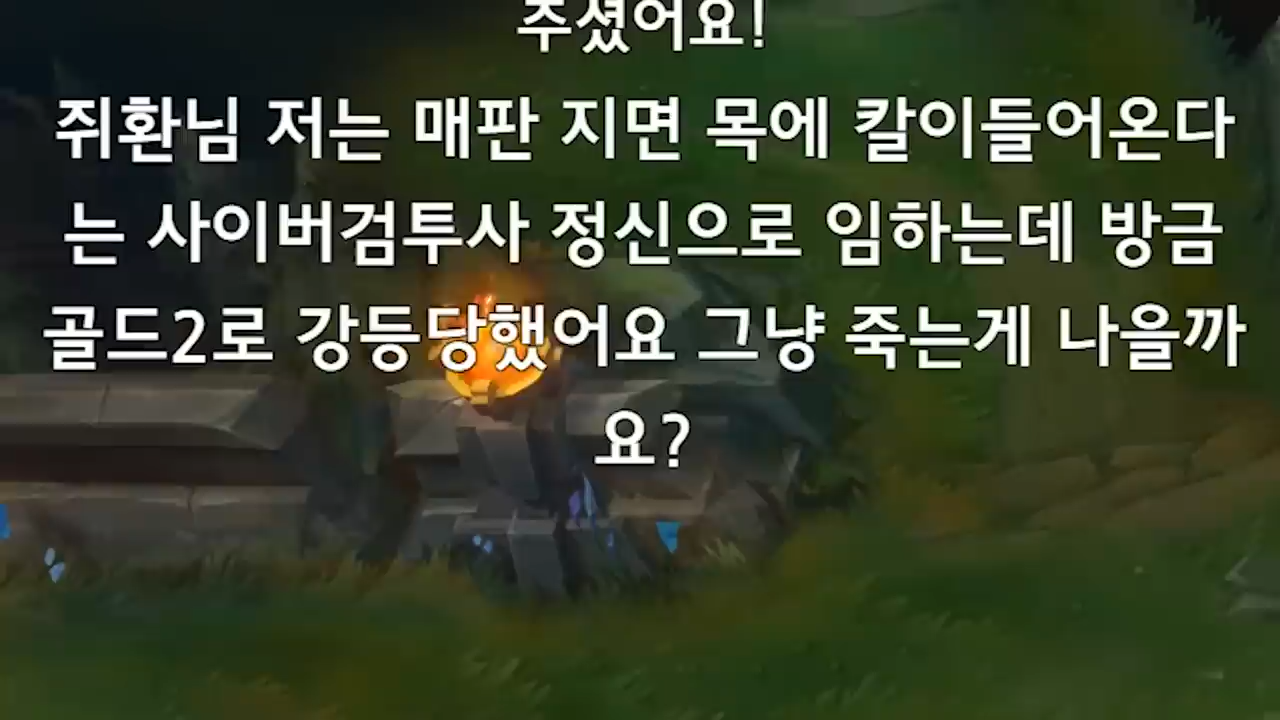 주셨어요!
쥐환님 저는 매판 지면 목에 칼이들어온다
는 사이버검투사 정신으로 임하는데 방금
골드2로 강등당했어요 그냥 죽는게 나을까
요?